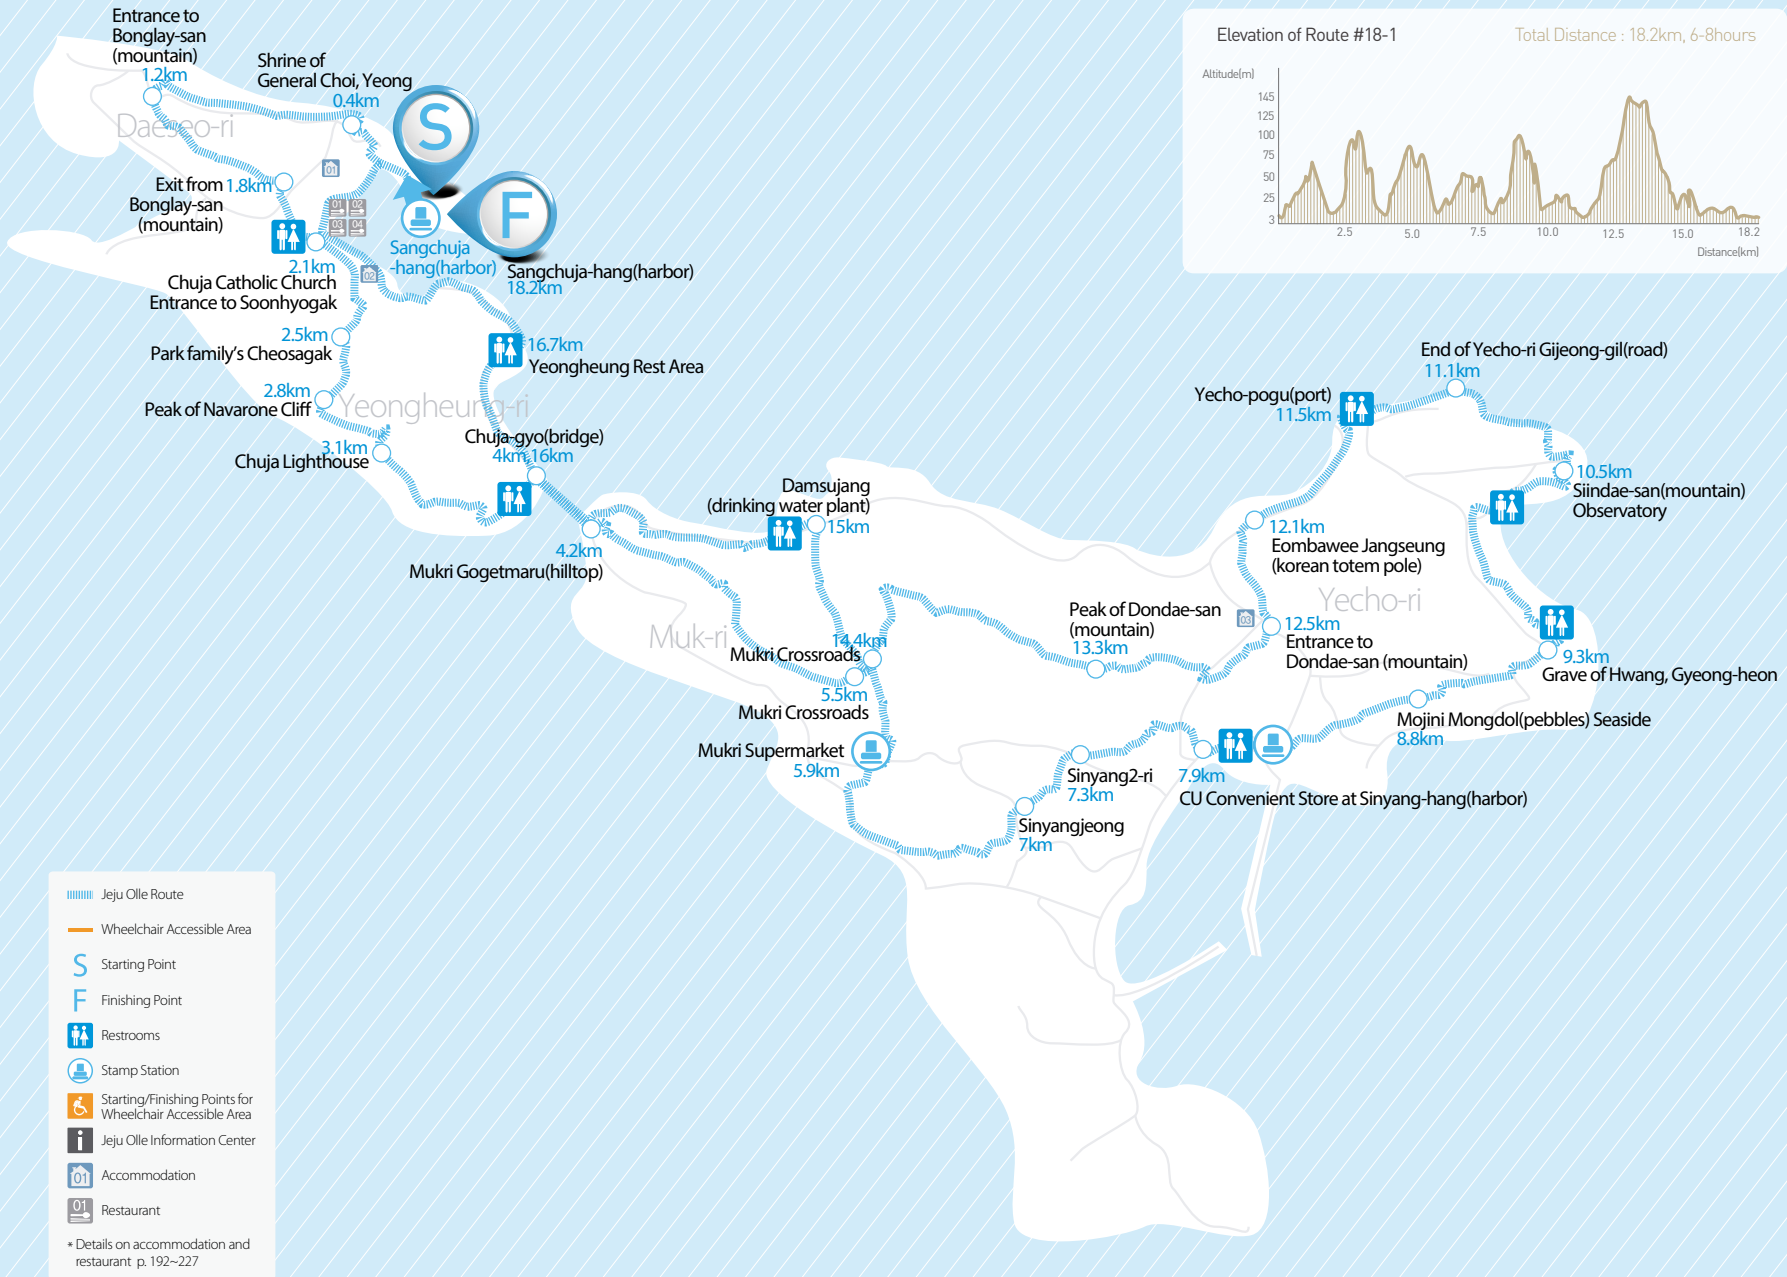 Entrance to
Bonglay-san
(mountain)
1.2km
Shrine of
General Choi, Yeong
0.4km
S
F
Daeseo-ri
01
Exit from
Bonglay-san
(mountain)
1.8km
01 02
03 04
Sangchuja
-hang(harbor)
Sangchuja-hang(harbor)
18.2km
2.1km
Chuja Catholic Church
Entrance to Soonhyogak
02
2.5km
Park family's Cheosagak
16.7km
Yeongheung Rest Area
2.8km
Peak of Navarone Cliff
Yeongheung-ri
3.1km
Chuja Lighthouse
Chuja-gyo(bridge)
4km,16km
4.2km
Mukri Gogetmaru(hilltop)
Damsujang
(drinking water plant)
15km
Muk-ri
14.4km
Mukri Crossroads
5.5km
Mukri Crossroads
Mukri Supermarket
5.9km
Sinyangjeong
7km
Sinyang2-ri
7.3km
7.9km
CU Convenient Store at Sinyang-hang(harbor)
Mojini Mongdol(pebbles) Seaside
8.8km
9.3km
Grave of Hwang, Gyeong-heon
10.5km
Siindae-san(mountain)
Observatory
End of Yecho-ri Gijeong-gil(road)
11.1km
Yecho-pogu(port)
11.5km
12.1km
Eombawee Jangseung
(korean totem pole)
Yecho-ri
03
12.5km
Entrance to
Dondae-san (mountain)
Peak of Dondae-san
(mountain)
13.3km
Elevation of Route #18-1
Total Distance : 18.2km, 6-8hours
Altitude(m)
145
125
100
75
50
25
3
2.5 5.0 7.5 10.0 12.5 15.0 18.2
Distance(km)
Jeju Olle Route
Wheelchair Accessible Area
S Starting Point
F Finishing Point
Restrooms
Stamp Station
Starting/Finishing Points for
Wheelchair Accessible Area
i Jeju Olle Information Center
01 Accommodation
01 Restaurant
* Details on accommodation and
restaurant p. 192~227